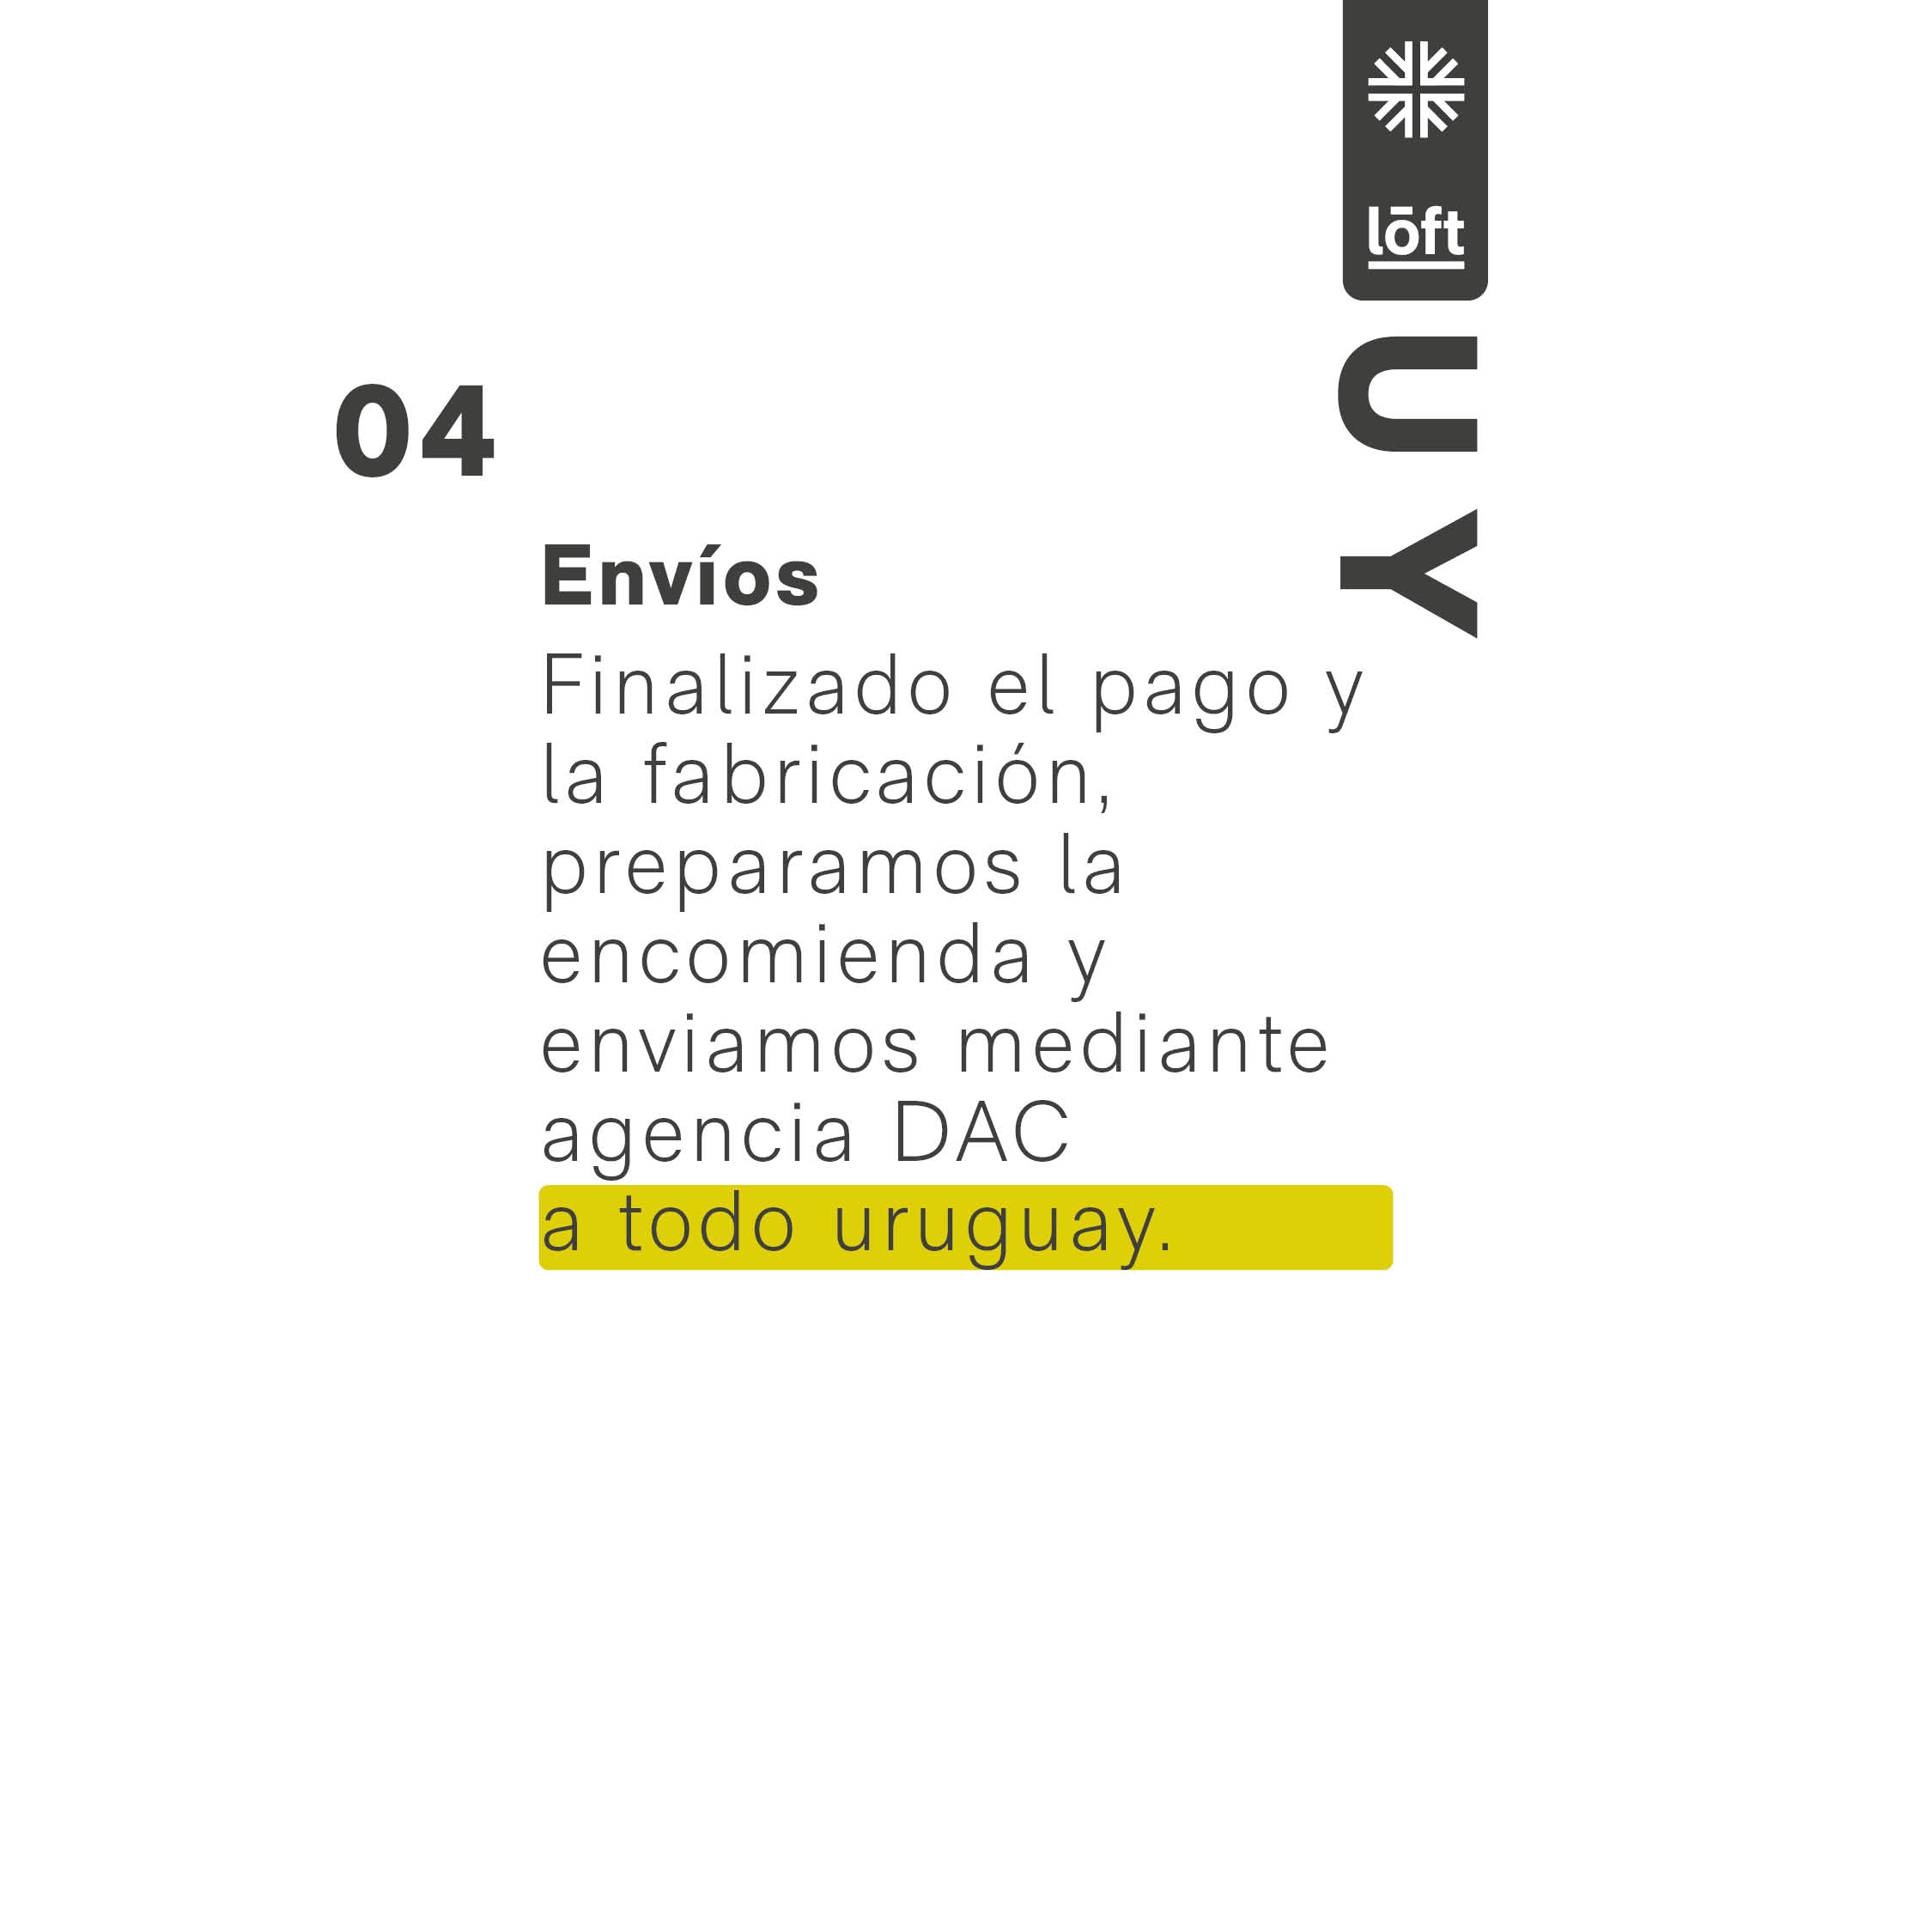 lōft
UY
04
Envíos
Finalizado el pago y
la fabricación,
preparamos la
encomienda y
enviamos mediante
agencia DAC
a todo uruguay.